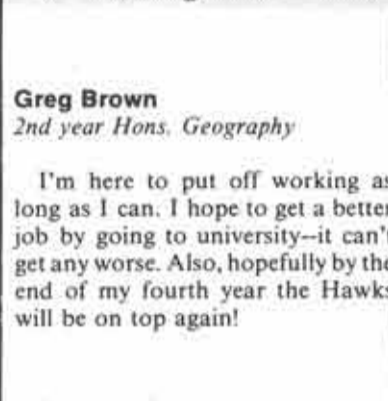 Greg Brown
2nd year Hons. Geography
I'm here to put off working as
long as I can. I hope to get a better
job by going to university--it can't
get any worse. Also, hopefully by the
end of my fourth year the Hawks
will be on top again!